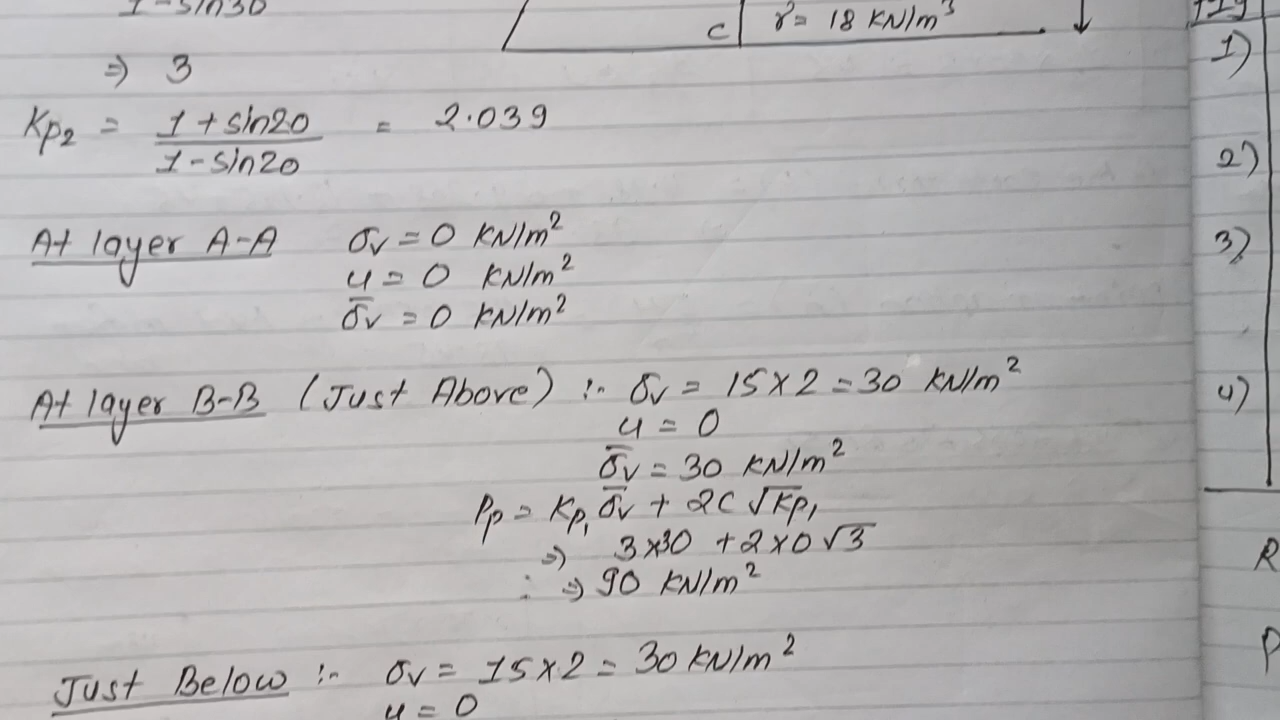 1-sin30
C γ= 18 KN/m³
⇒ 3
Kp₂ = 1+sin20 / 1-sin20 = 2.039
At layer A-A σv = 0 KN/m²
u = 0 KN/m²
σ̄v = 0 KN/m²
At layer B-B (Just Above) :- σv = 15×2 = 30 KN/m²
u = 0
σ̄v = 30 KN/m²
Pp = Kp₁ σ̄v + 2C √Kp₁
⇒ 3×30 + 2×0√3
∴ ⇒ 90 KN/m²
Just Below :- σv = 15×2 = 30 KN/m²
u = 0
1)
2)
3)
4)
R
P